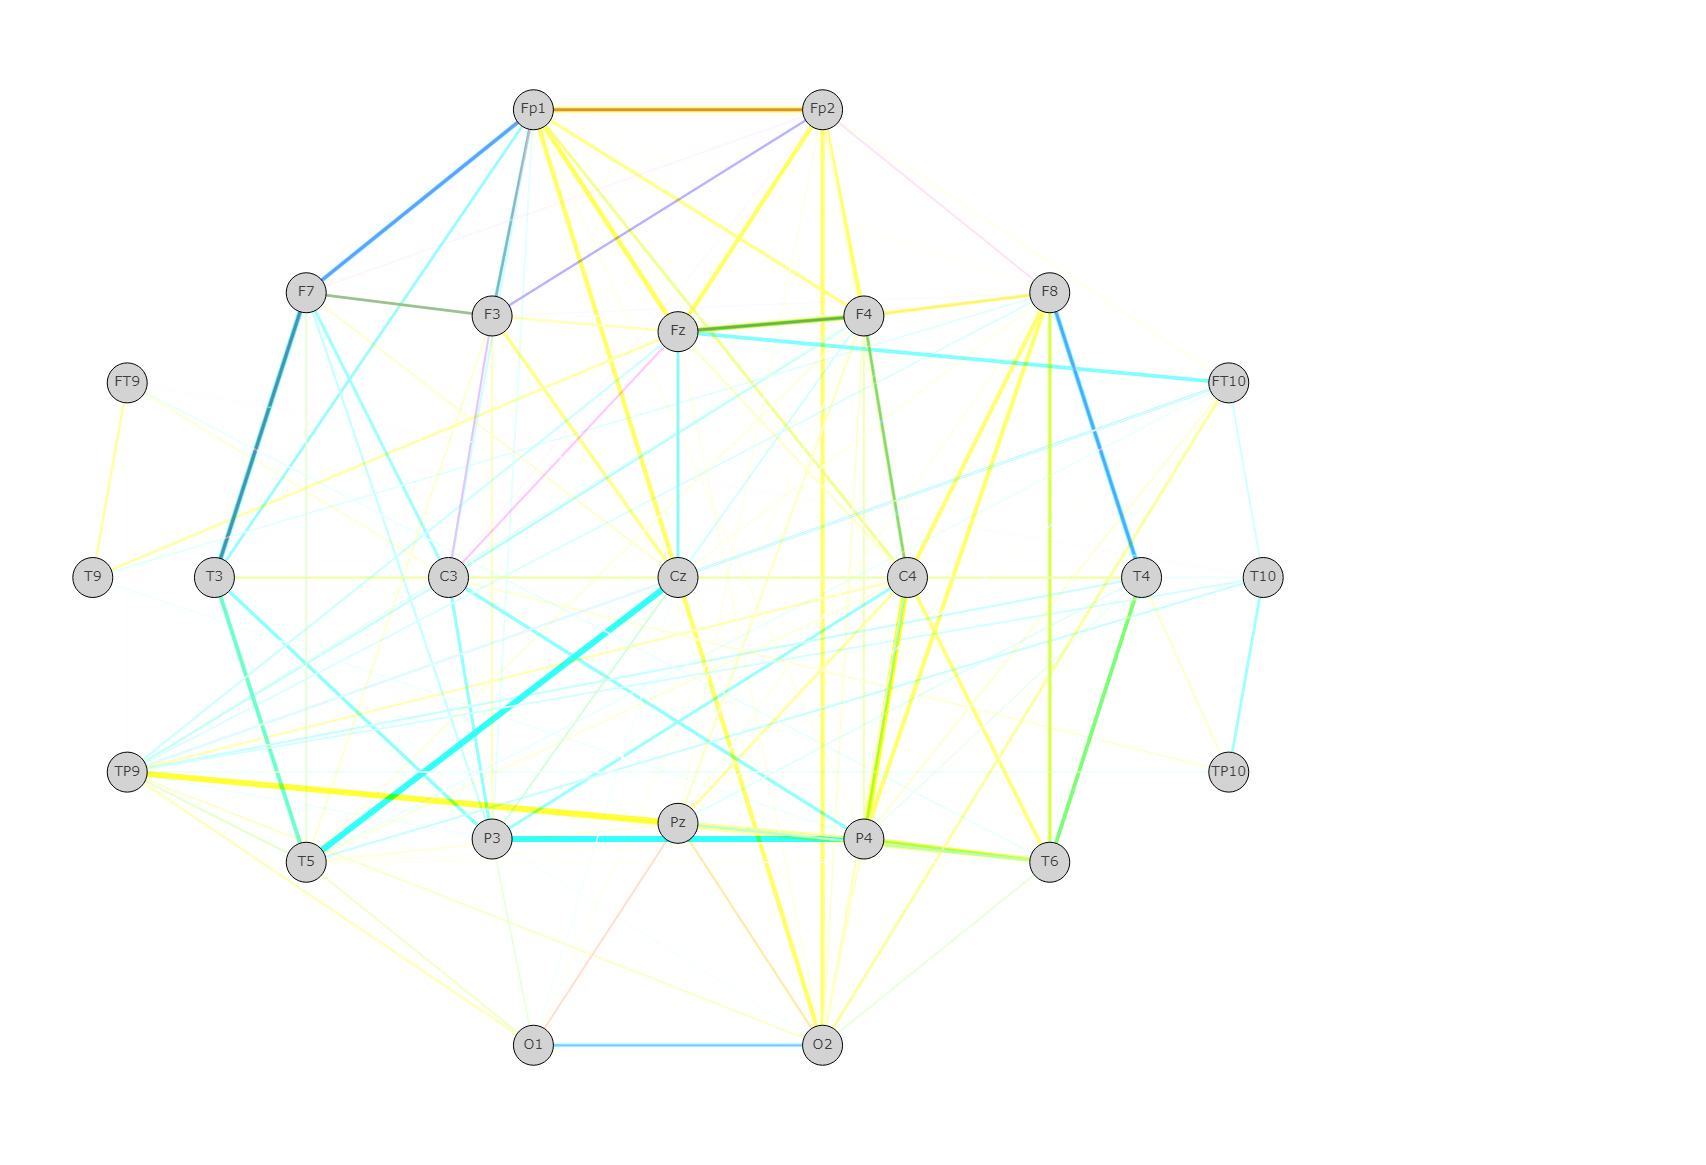 Fp1 Fp2
F7 F3 Fz F4 F8
FT9 FT10
T9 T3 C3 Cz C4 T4 T10
TP9 TP10
T5 P3 Pz P4 T6
O1 O2